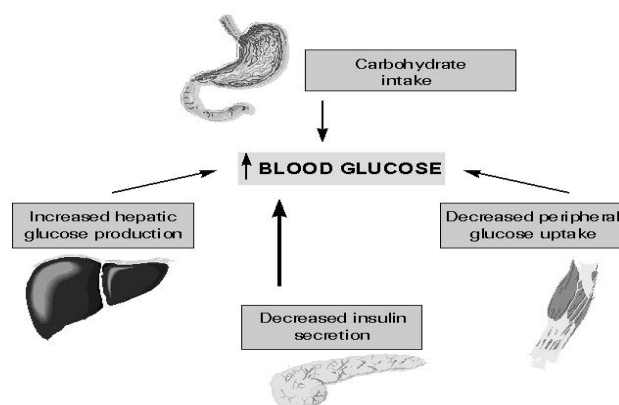 Carbohydrate
intake
BLOOD GLUCOSE
Increased hepatic
glucose production
Decreased peripheral
glucose uptake
Decreased insulin
secretion